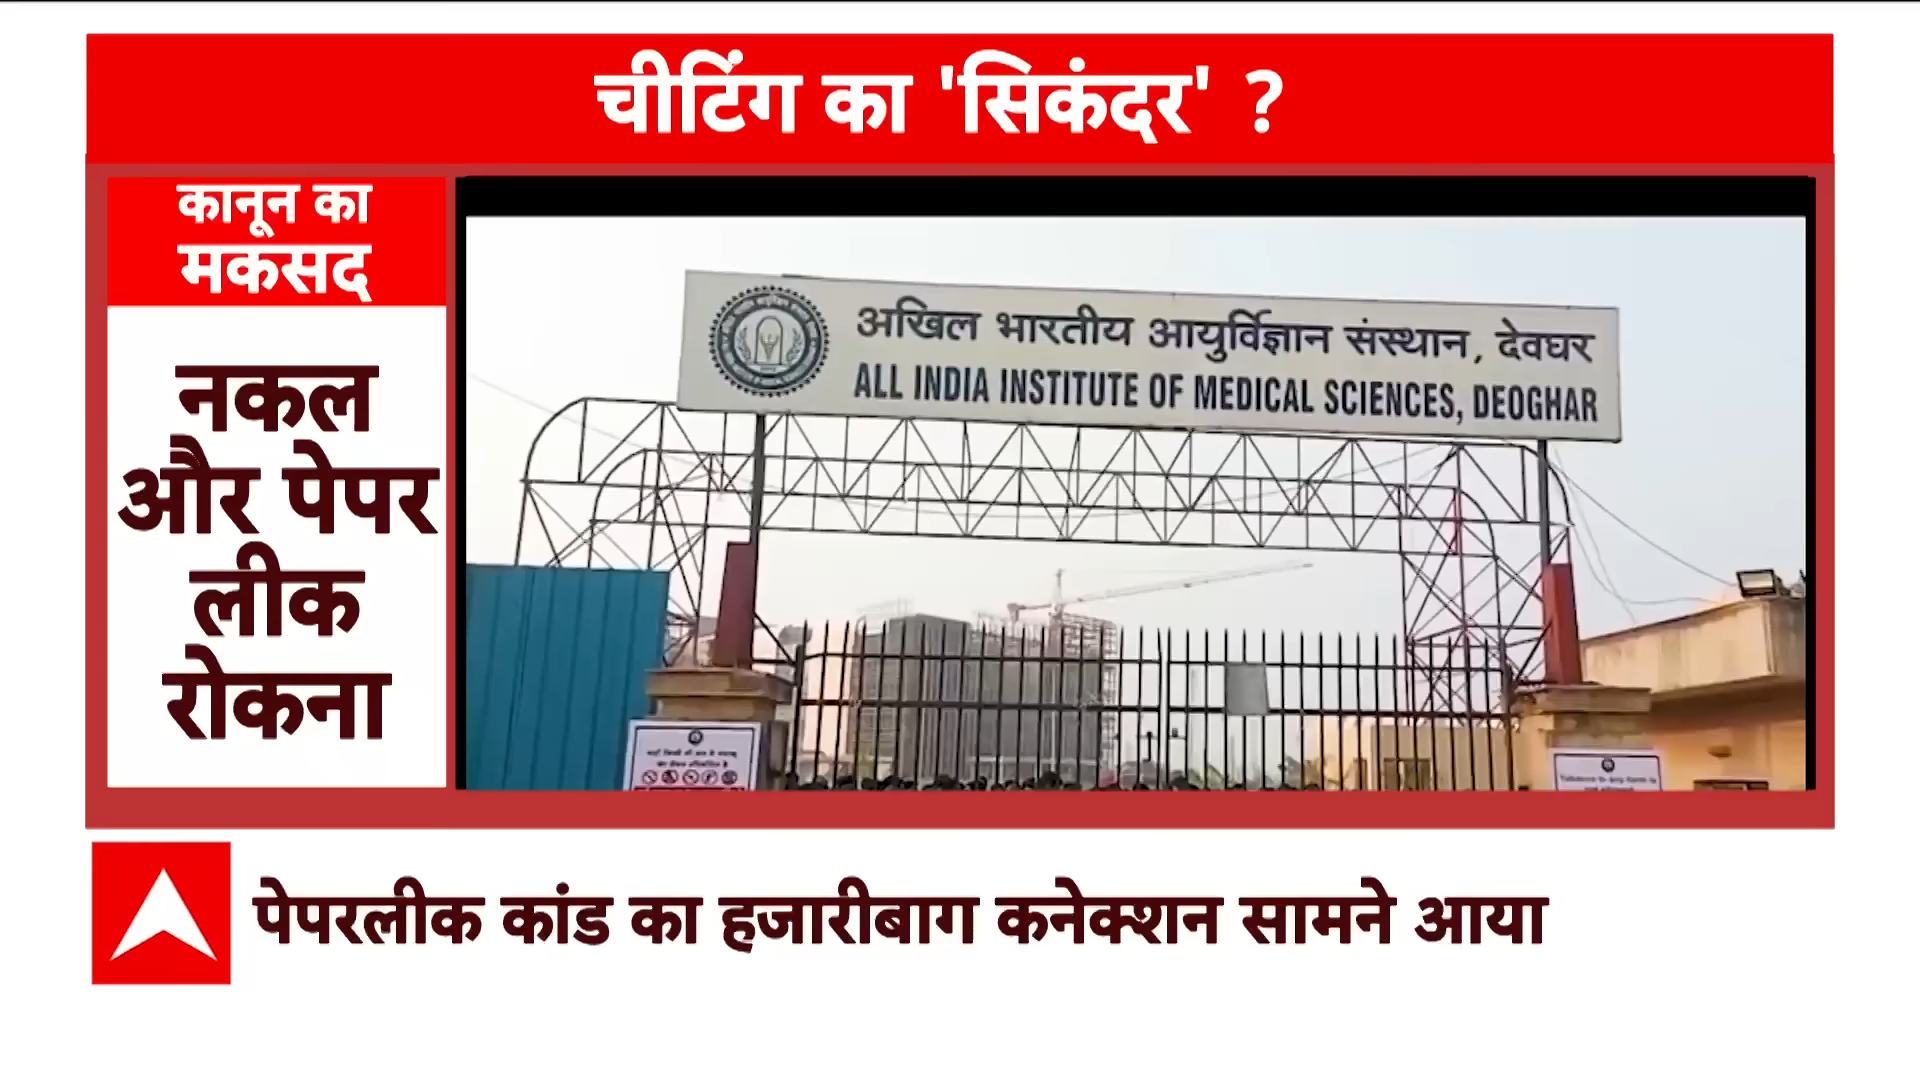 चीटिंग का 'सिकंदर' ?
कानून का
मकसद
नकल
और पेपर
लीक
रोकना
अखिल भारतीय आयुर्विज्ञान संस्थान, देवघर
ALL INDIA INSTITUTE OF MEDICAL SCIENCES, DEOGHAR
पेपरलीक कांड का हजारीबाग कनेक्शन सामने आया